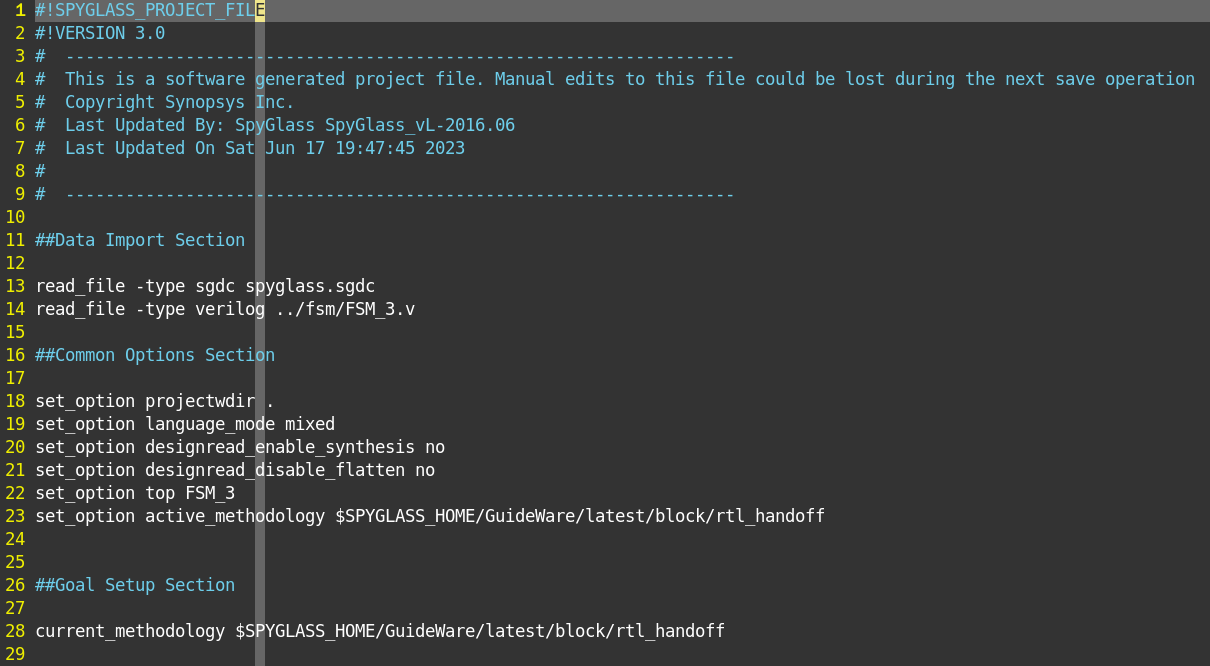 1 #!SPYGLASS_PROJECT_FILE
2 #!VERSION 3.0
3 #  -------------------------------------------------------------------
4 #  This is a software generated project file. Manual edits to this file could be lost during the next save operation
5 #  Copyright Synopsys Inc.
6 #  Last Updated By: SpyGlass SpyGlass_vL-2016.06
7 #  Last Updated On Sat Jun 17 19:47:45 2023
8 #
9 #  -------------------------------------------------------------------
10
11 ##Data Import Section
12
13 read_file -type sgdc spyglass.sgdc
14 read_file -type verilog ../fsm/FSM_3.v
15
16 ##Common Options Section
17
18 set_option projectwdir .
19 set_option language_mode mixed
20 set_option designread_enable_synthesis no
21 set_option designread_disable_flatten no
22 set_option top FSM_3
23 set_option active_methodology $SPYGLASS_HOME/GuideWare/latest/block/rtl_handoff
24
25
26 ##Goal Setup Section
27
28 current_methodology $SPYGLASS_HOME/GuideWare/latest/block/rtl_handoff
29